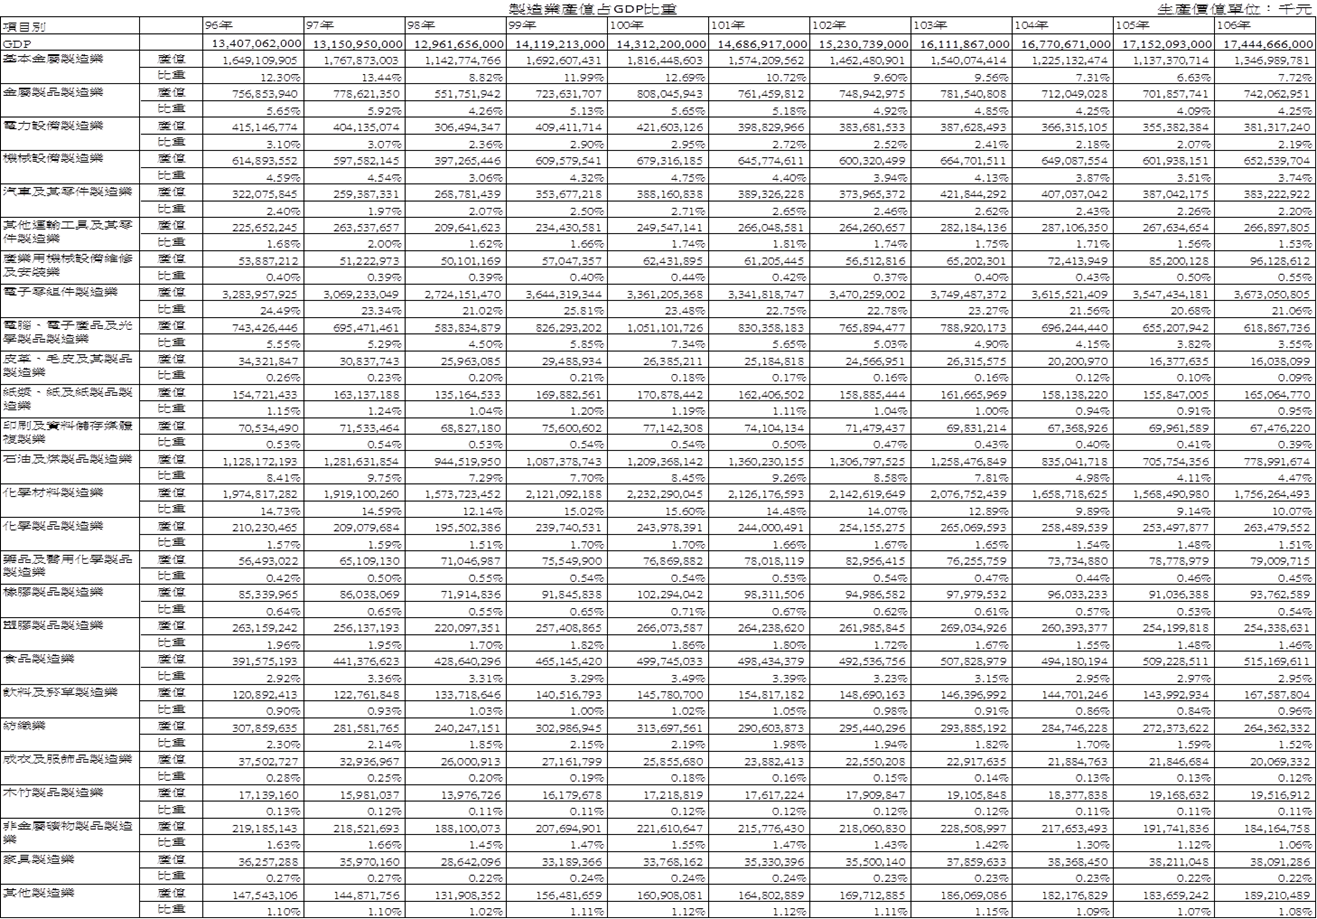 製造業產值占GDP比重 生產價值單位：千元
項目別 96年 97年 98年 99年 100年 101年 102年 103年 104年 105年 106年
GDP 13,407,062,000 13,150,950,000 12,961,656,000 14,119,213,000 14,312,200,000 14,686,917,000 15,230,739,000 16,111,867,000 16,770,671,000 17,152,093,000 17,444,666,000
基本金屬製造業 產值 1,649,109,905 1,767,873,003 1,142,774,766 1,692,607,431 1,816,448,603 1,574,209,562 1,462,480,901 1,540,074,414 1,225,132,474 1,137,370,714 1,346,989,781
比重 12.30% 13.44% 8.82% 11.99% 12.69% 10.72% 9.60% 9.56% 7.31% 6.63% 7.72%
金屬製品製造業 產值 756,853,940 778,621,350 551,751,942 723,631,707 808,045,943 761,459,812 748,942,975 781,540,808 712,049,028 701,857,741 742,062,951
比重 5.65% 5.92% 4.26% 5.13% 5.65% 5.18% 4.92% 4.85% 4.25% 4.09% 4.25%
電力設備製造業 產值 415,146,774 404,135,074 306,494,347 409,411,714 421,603,126 398,829,966 383,681,533 387,628,493 366,315,105 355,382,384 381,317,240
比重 3.10% 3.07% 2.36% 2.90% 2.95% 2.72% 2.52% 2.41% 2.18% 2.07% 2.19%
機械設備製造業 產值 614,893,552 597,582,145 397,265,446 609,579,541 679,316,185 645,774,611 600,320,499 664,701,511 649,087,554 601,938,151 652,539,704
比重 4.59% 4.54% 3.06% 4.32% 4.75% 4.40% 3.94% 4.13% 3.87% 3.51% 3.74%
汽車及其零件製造業 產值 322,075,845 259,387,331 268,781,439 353,677,218 388,160,838 389,326,228 373,965,372 421,844,292 407,037,042 387,042,175 383,222,922
比重 2.40% 1.97% 2.07% 2.50% 2.71% 2.65% 2.46% 2.62% 2.43% 2.26% 2.20%
其他運輸工具及其零件製造業 產值 225,652,245 263,537,657 209,641,623 234,430,581 249,547,141 266,048,581 264,260,657 282,184,136 287,106,350 267,634,654 266,897,805
比重 1.68% 2.00% 1.62% 1.66% 1.74% 1.81% 1.74% 1.75% 1.71% 1.56% 1.53%
產業用機械設備維修及安裝業 產值 53,887,212 51,222,973 50,101,169 57,047,357 62,431,895 61,205,445 56,512,816 65,202,301 72,413,949 85,200,128 96,128,612
比重 0.40% 0.39% 0.39% 0.40% 0.44% 0.42% 0.37% 0.40% 0.43% 0.50% 0.55%
電子零組件製造業 產值 3,283,957,925 3,069,233,049 2,724,151,470 3,644,319,344 3,361,205,368 3,341,818,747 3,470,259,002 3,749,487,372 3,615,521,409 3,547,434,181 3,673,050,805
比重 24.49% 23.34% 21.02% 25.81% 23.48% 22.75% 22.78% 23.27% 21.56% 20.68% 21.06%
電腦、電子產品及光學製品製造業 產值 743,426,446 695,471,461 583,834,879 826,293,202 1,051,101,726 830,358,183 765,894,477 788,920,173 696,244,440 655,207,942 618,867,736
比重 5.55% 5.29% 4.50% 5.85% 7.34% 5.65% 5.03% 4.90% 4.15% 3.82% 3.55%
皮革、毛皮及其製品製造業 產值 34,321,847 30,837,743 25,963,085 29,488,934 26,385,211 25,184,818 24,566,951 26,315,575 20,200,970 16,377,635 16,038,099
比重 0.26% 0.23% 0.20% 0.21% 0.18% 0.17% 0.16% 0.16% 0.12% 0.10% 0.09%
紙漿、紙及紙製品製造業 產值 154,721,433 163,137,188 135,164,533 169,882,561 170,878,442 162,406,502 158,885,444 161,665,969 158,138,220 155,847,005 165,064,770
比重 1.15% 1.24% 1.04% 1.20% 1.19% 1.11% 1.04% 1.00% 0.94% 0.91% 0.95%
印刷及資料儲存媒體複製業 產值 70,534,490 71,533,464 68,827,180 75,600,602 77,142,308 74,104,134 71,479,437 69,831,214 67,368,926 69,961,589 67,476,220
比重 0.53% 0.54% 0.53% 0.54% 0.54% 0.50% 0.47% 0.43% 0.40% 0.41% 0.39%
石油及煤製品製造業 產值 1,128,172,193 1,281,631,854 944,519,950 1,087,378,743 1,209,368,142 1,360,230,155 1,306,797,525 1,258,476,849 835,041,718 705,754,356 778,991,674
比重 8.41% 9.75% 7.29% 7.70% 8.45% 9.26% 8.58% 7.81% 4.98% 4.11% 4.47%
化學材料製造業 產值 1,974,817,282 1,919,100,260 1,573,723,452 2,121,092,188 2,232,290,045 2,126,176,593 2,142,619,649 2,076,752,439 1,658,718,625 1,568,490,980 1,756,264,493
比重 14.73% 14.59% 12.14% 15.02% 15.60% 14.48% 14.07% 12.89% 9.89% 9.14% 10.07%
化學製品製造業 產值 210,230,465 209,079,684 195,502,386 239,740,531 243,978,391 244,000,491 254,155,275 265,069,593 258,489,539 253,497,877 263,479,552
比重 1.57% 1.59% 1.51% 1.70% 1.70% 1.66% 1.67% 1.65% 1.54% 1.48% 1.51%
藥品及醫用化學製品製造業 產值 56,493,022 65,109,130 71,046,987 75,549,900 76,869,882 78,018,119 82,956,415 76,255,759 73,734,880 78,778,979 79,009,715
比重 0.42% 0.50% 0.55% 0.54% 0.54% 0.53% 0.54% 0.47% 0.44% 0.46% 0.45%
橡膠製品製造業 產值 85,339,965 86,038,069 71,914,836 91,845,838 102,294,042 98,311,506 94,986,582 97,979,532 96,033,233 91,036,388 93,762,589
比重 0.64% 0.65% 0.55% 0.65% 0.71% 0.67% 0.62% 0.61% 0.57% 0.53% 0.54%
塑膠製品製造業 產值 263,159,242 256,137,193 220,097,351 257,408,865 266,073,587 264,238,620 261,985,845 269,034,926 260,393,377 254,199,818 254,338,631
比重 1.96% 1.95% 1.70% 1.82% 1.86% 1.80% 1.72% 1.67% 1.55% 1.48% 1.46%
食品製造業 產值 391,575,193 441,376,623 428,640,296 465,145,420 499,745,033 498,434,379 492,536,756 507,828,979 494,180,194 509,228,511 515,169,611
比重 2.92% 3.36% 3.31% 3.29% 3.49% 3.39% 3.23% 3.15% 2.95% 2.97% 2.95%
飲料及菸草製造業 產值 120,892,413 122,761,848 133,718,646 140,516,793 145,780,700 154,817,182 148,690,163 146,396,992 144,701,246 143,992,934 167,587,804
比重 0.90% 0.93% 1.03% 1.00% 1.02% 1.05% 0.98% 0.91% 0.86% 0.84% 0.96%
紡織業 產值 307,859,635 281,581,765 240,247,151 302,986,945 313,697,561 290,603,873 295,440,296 293,885,192 284,746,228 272,373,622 264,362,332
比重 2.30% 2.14% 1.85% 2.15% 2.19% 1.98% 1.94% 1.82% 1.70% 1.59% 1.52%
成衣及服飾品製造業 產值 37,502,727 32,936,967 26,000,913 27,161,799 25,855,680 23,882,413 22,550,208 22,917,635 21,884,763 21,846,684 20,069,332
比重 0.28% 0.25% 0.20% 0.19% 0.18% 0.16% 0.15% 0.14% 0.13% 0.13% 0.12%
木竹製品製造業 產值 17,139,160 15,981,037 13,976,726 16,179,678 17,218,819 17,617,224 17,909,847 19,105,848 18,377,838 19,168,632 19,516,912
比重 0.13% 0.12% 0.11% 0.11% 0.12% 0.12% 0.12% 0.12% 0.11% 0.11% 0.11%
非金屬礦物製品製造業 產值 219,185,143 218,521,693 188,100,073 207,694,901 221,610,647 215,776,430 218,060,830 228,508,997 217,653,493 191,741,836 184,164,758
比重 1.63% 1.66% 1.45% 1.47% 1.55% 1.47% 1.43% 1.42% 1.30% 1.12% 1.06%
家具製造業 產值 36,257,288 35,970,160 28,642,096 33,189,366 33,768,162 35,330,396 35,500,140 37,859,633 38,368,450 38,211,048 38,091,286
比重 0.27% 0.27% 0.22% 0.24% 0.24% 0.24% 0.23% 0.23% 0.23% 0.22% 0.22%
其他製造業 產值 147,543,106 144,871,756 131,908,352 156,481,659 160,908,081 164,802,889 169,712,885 186,069,086 182,176,829 183,659,242 189,210,489
比重 1.10% 1.10% 1.02% 1.11% 1.12% 1.12% 1.11% 1.15% 1.09% 1.07% 1.08%